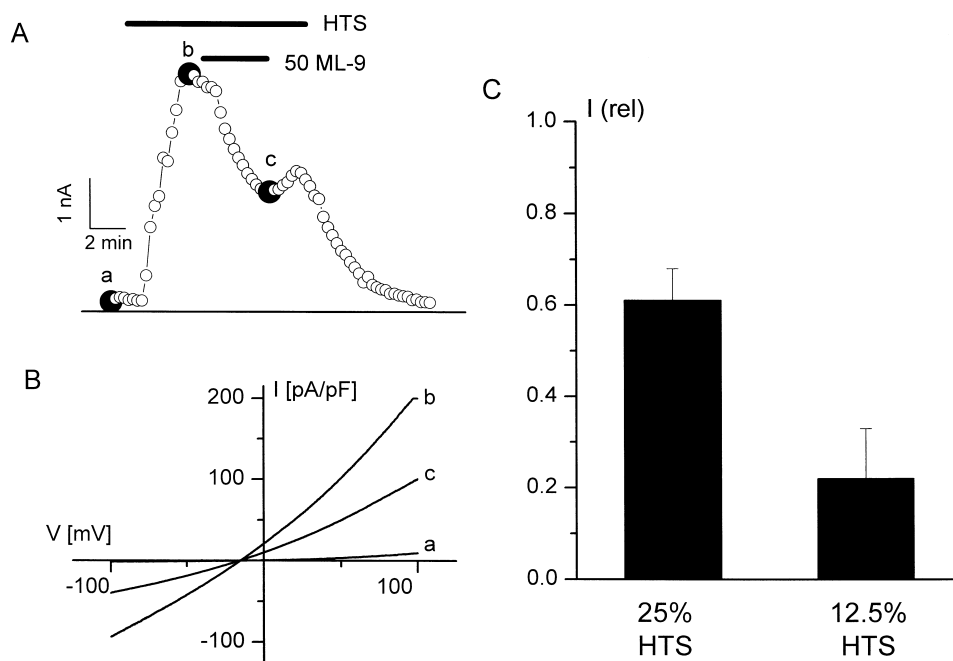 A
HTS
b
50 ML-9
c
1 nA
2 min
a
B
I [pA/pF]
200
b
100
c
V [mV]
a
-100
100
-100
C
I (rel)
1.0
0.8
0.6
0.4
0.2
0.0
25%
HTS
12.5%
HTS